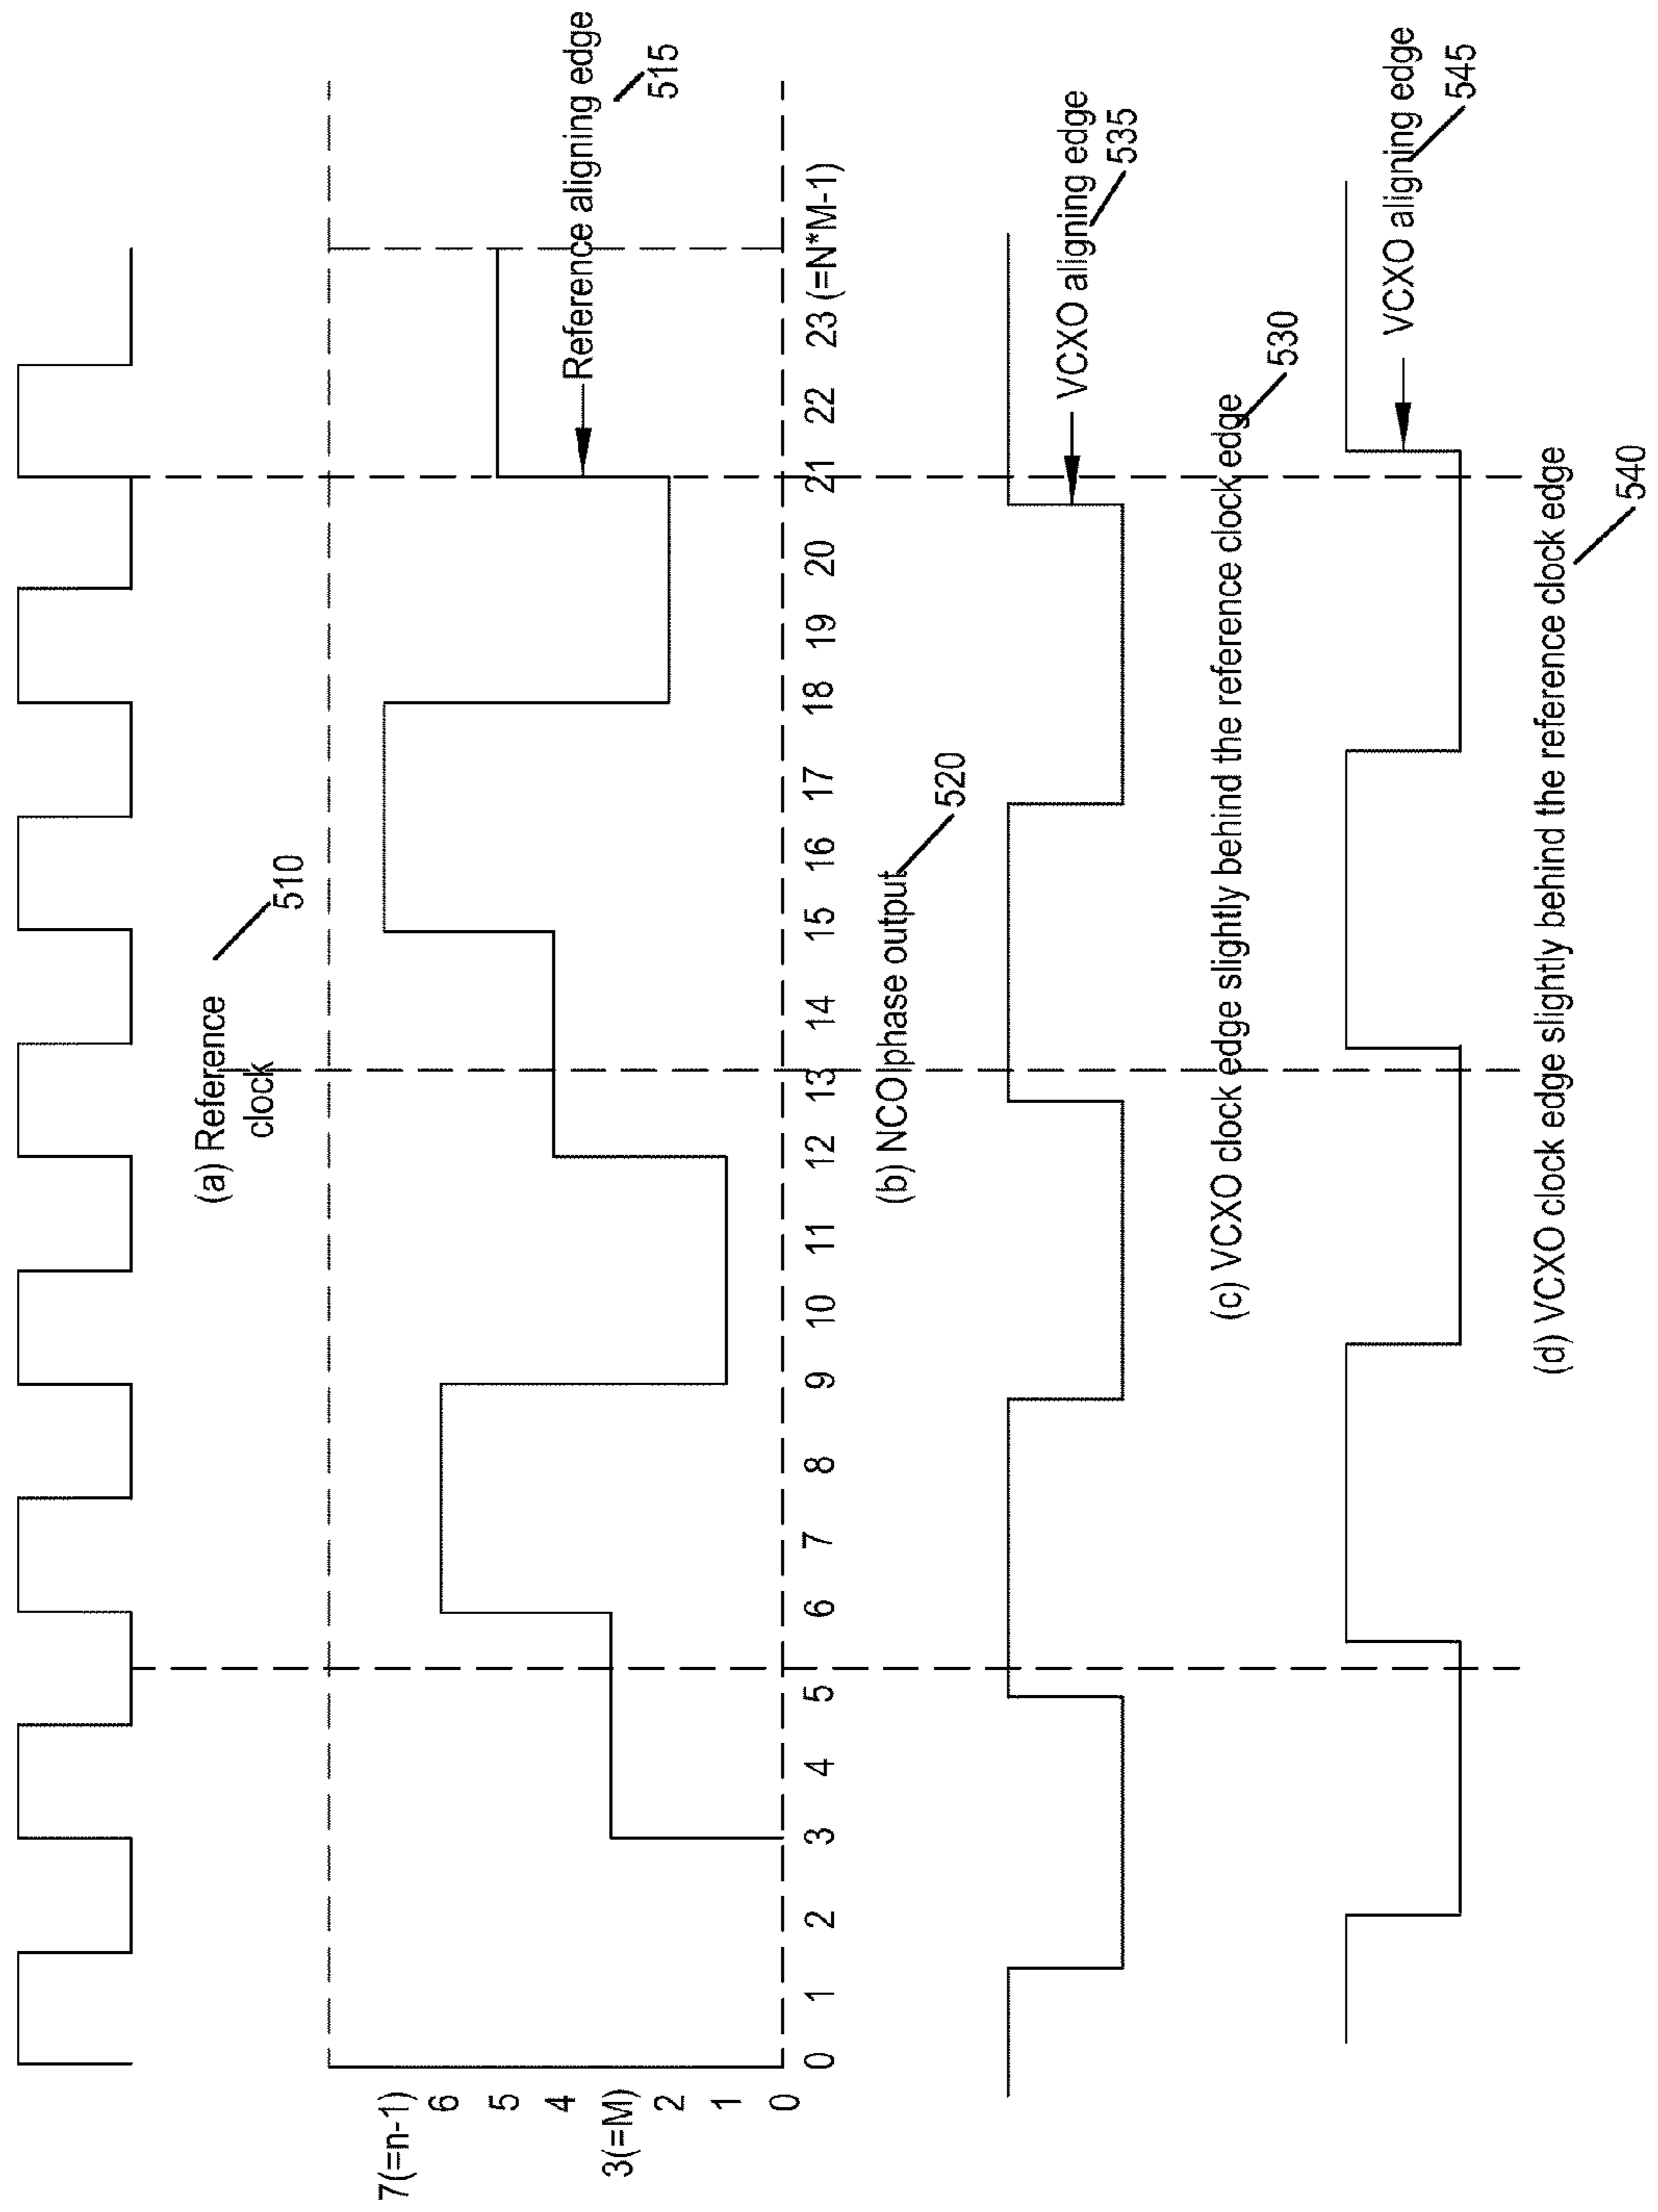 (a) Reference
clock
510
7(=n-1)
6
5
4
3(=M)
2
1
0
Reference aligning edge
515
0 1 2 3 4 5 6 7 8 9 10 11 12 13 14 15 16 17 18 19 20 21 22 23 (=N*M-1)
(b) NCO phase output
520
VCXO aligning edge
535
(c) VCXO clock edge slightly behind the reference clock edge
530
VCXO aligning edge
545
(d) VCXO clock edge slightly behind the reference clock edge
540